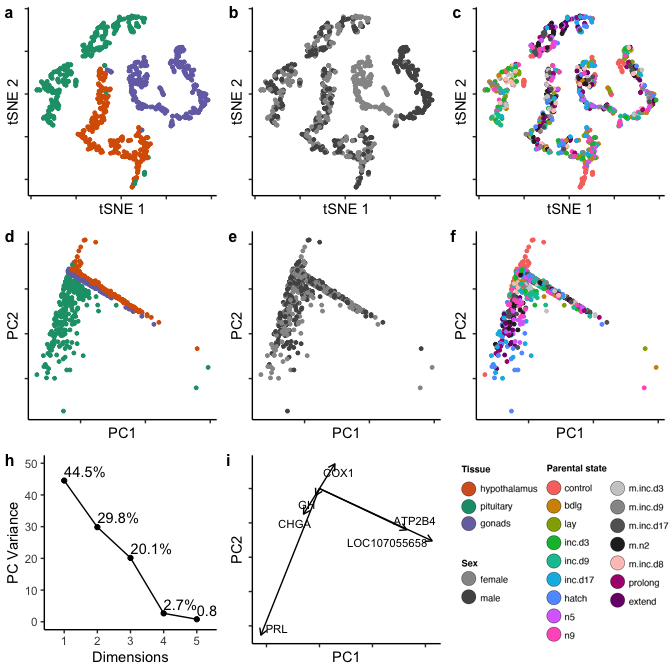 a
b
c
tSNE 2
tSNE 1
tSNE 2
tSNE 1
tSNE 2
tSNE 1
d
e
f
PC2
PC1
PC2
PC1
PC2
PC1
h
PC Variance
50
40
30
20
10
0
44.5%
29.8%
20.1%
2.7%
0.8
1 2 3 4 5
Dimensions
i
PC2
COX1
GH
CHGA
ATP2B4
LOC107055658
PRL
PC1
Tissue
hypothalamus
pituitary
gonads
Sex
female
male
Parental state
control
bdlg
lay
inc.d3
inc.d9
inc.d17
hatch
n5
n9
m.inc.d3
m.inc.d9
m.inc.d17
m.n2
m.inc.d8
prolong
extend